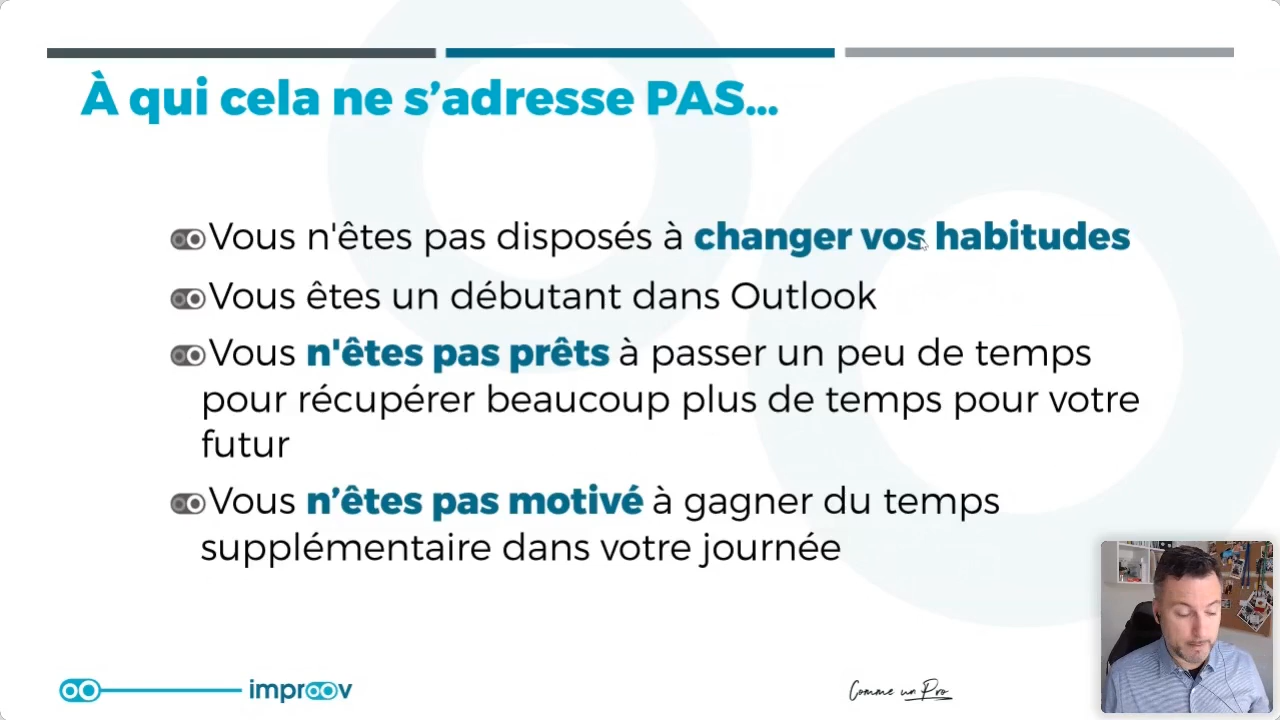 À qui cela ne s’adresse PAS...
Vous n'êtes pas disposés à changer vos habitudes
Vous êtes un débutant dans Outlook
Vous n'êtes pas prêts à passer un peu de temps
pour récupérer beaucoup plus de temps pour votre
futur
Vous n’êtes pas motivé à gagner du temps
supplémentaire dans votre journée
improov
Comme un Pro